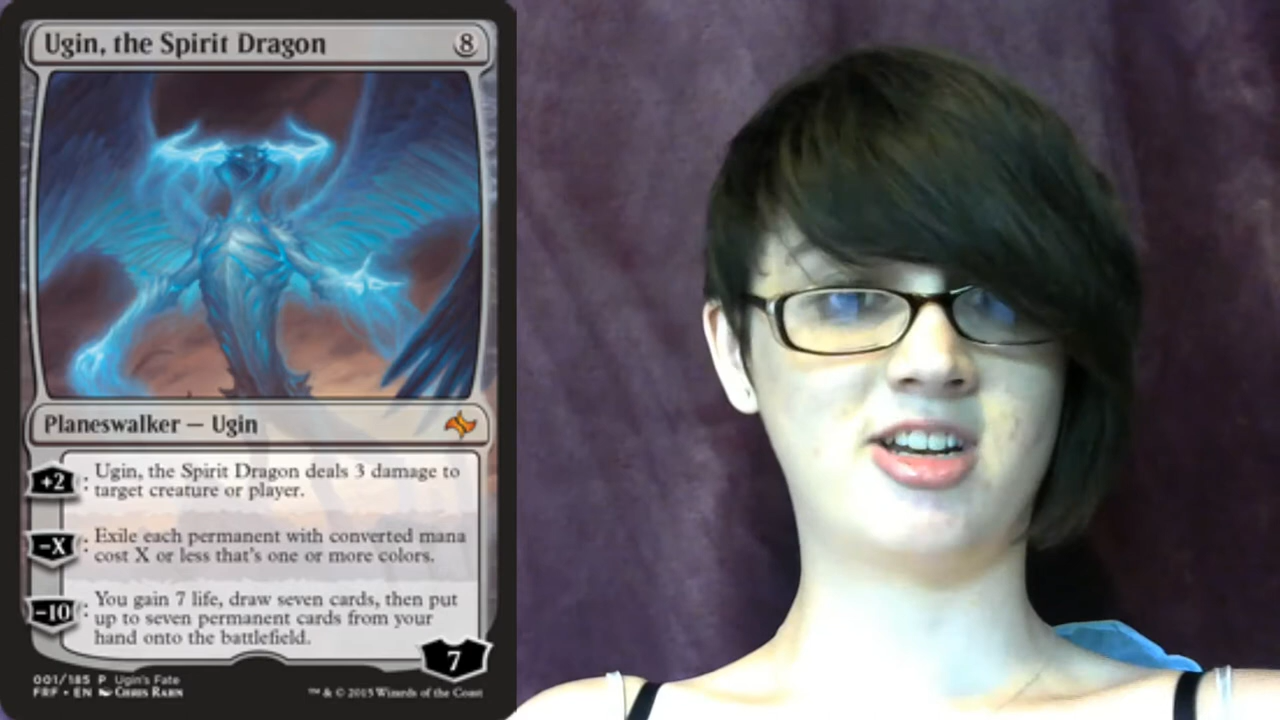 Ugin, the Spirit Dragon 8
Planeswalker — Ugin
+2: Ugin, the Spirit Dragon deals 3 damage to
target creature or player.
-X: Exile each permanent with converted mana
cost X or less that's one or more colors.
-10: You gain 7 life, draw seven cards, then put
up to seven permanent cards from your
hand onto the battlefield.
7
001/185 P Ugin's Fate
FRF • EN Chris Rahn
™ & © 2015 Wizards of the Coast